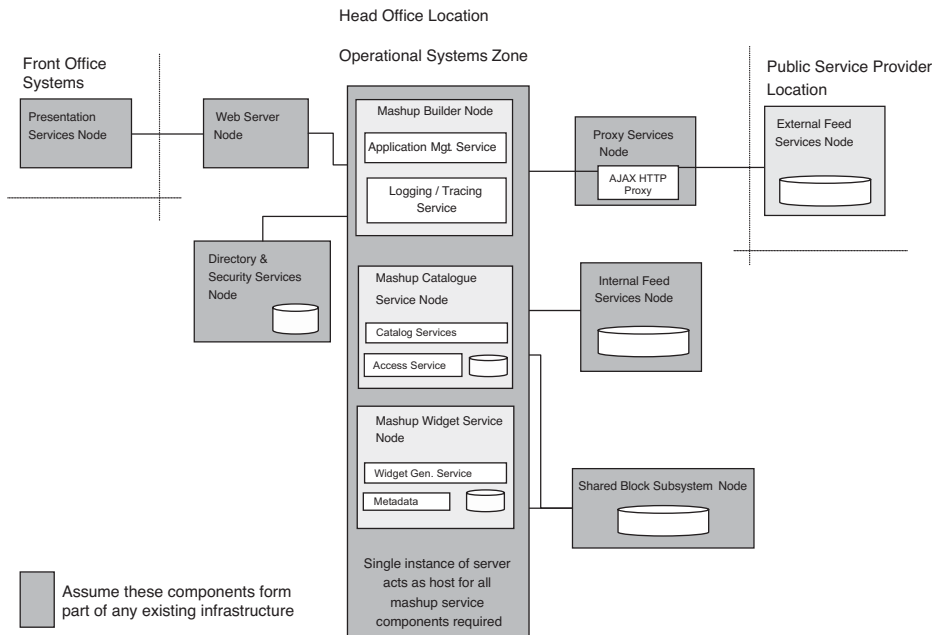 Head Office Location
Operational Systems Zone
Front Office
Systems
Presentation
Services Node
Web Server
Node
Directory &
Security Services
Node
Mashup Builder Node
Application Mgt. Service
Logging / Tracing
Service
Mashup Catalogue
Service Node
Catalog Services
Access Service
Mashup Widget Service
Node
Widget Gen. Service
Metadata
Single instance of server
acts as host for all
mashup service
components required
Proxy Services
Node
AJAX HTTP
Proxy
Public Service Provider
Location
External Feed
Services Node
Internal Feed
Services Node
Shared Block Subsystem Node
Assume these components form
part of any existing infrastructure